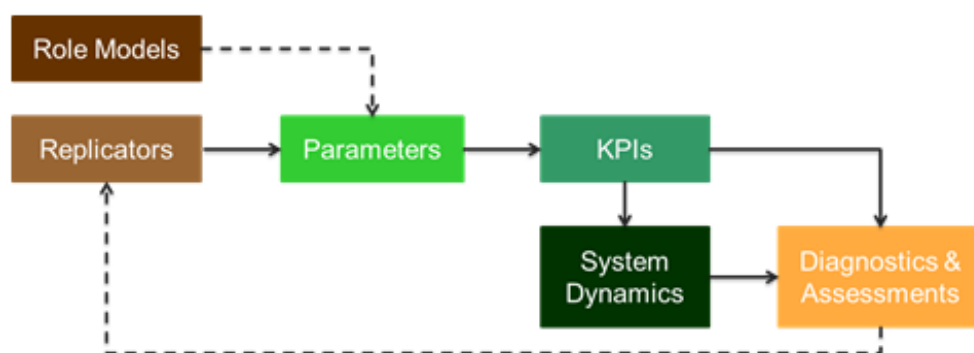 Role Models
Replicators
Parameters
KPIs
System
Dynamics
Diagnostics &
Assessments